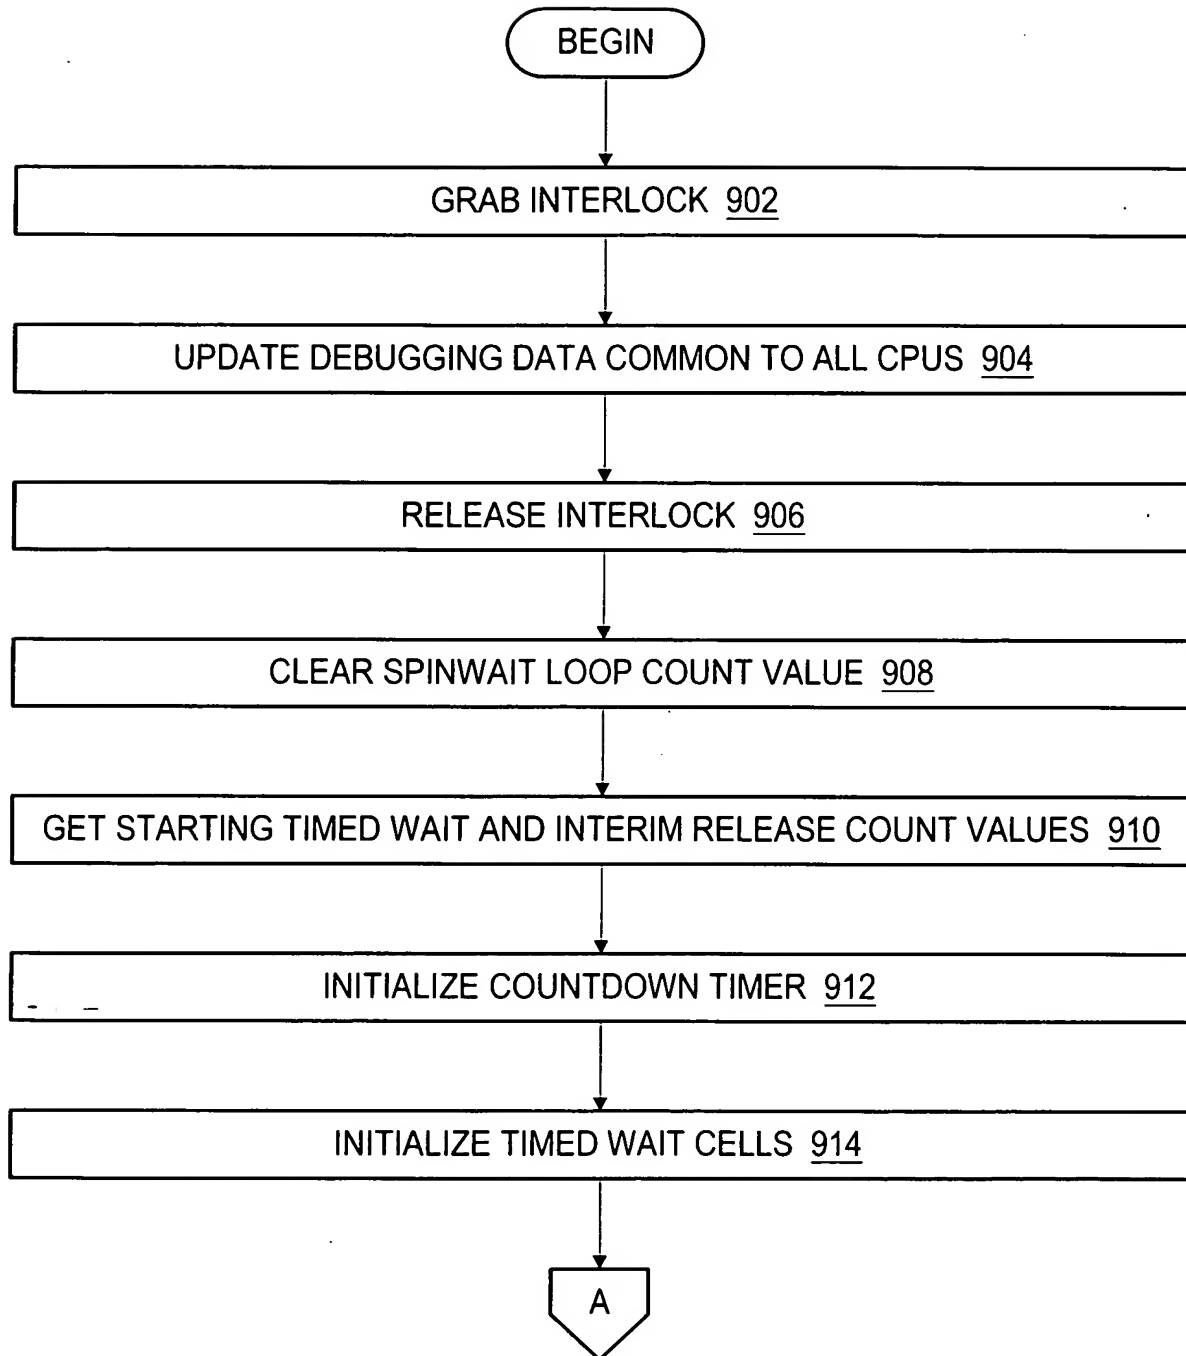 BEGIN
GRAB INTERLOCK 902
UPDATE DEBUGGING DATA COMMON TO ALL CPUS 904
RELEASE INTERLOCK 906
CLEAR SPINWAIT LOOP COUNT VALUE 908
GET STARTING TIMED WAIT AND INTERIM RELEASE COUNT VALUES 910
INITIALIZE COUNTDOWN TIMER 912
INITIALIZE TIMED WAIT CELLS 914
A